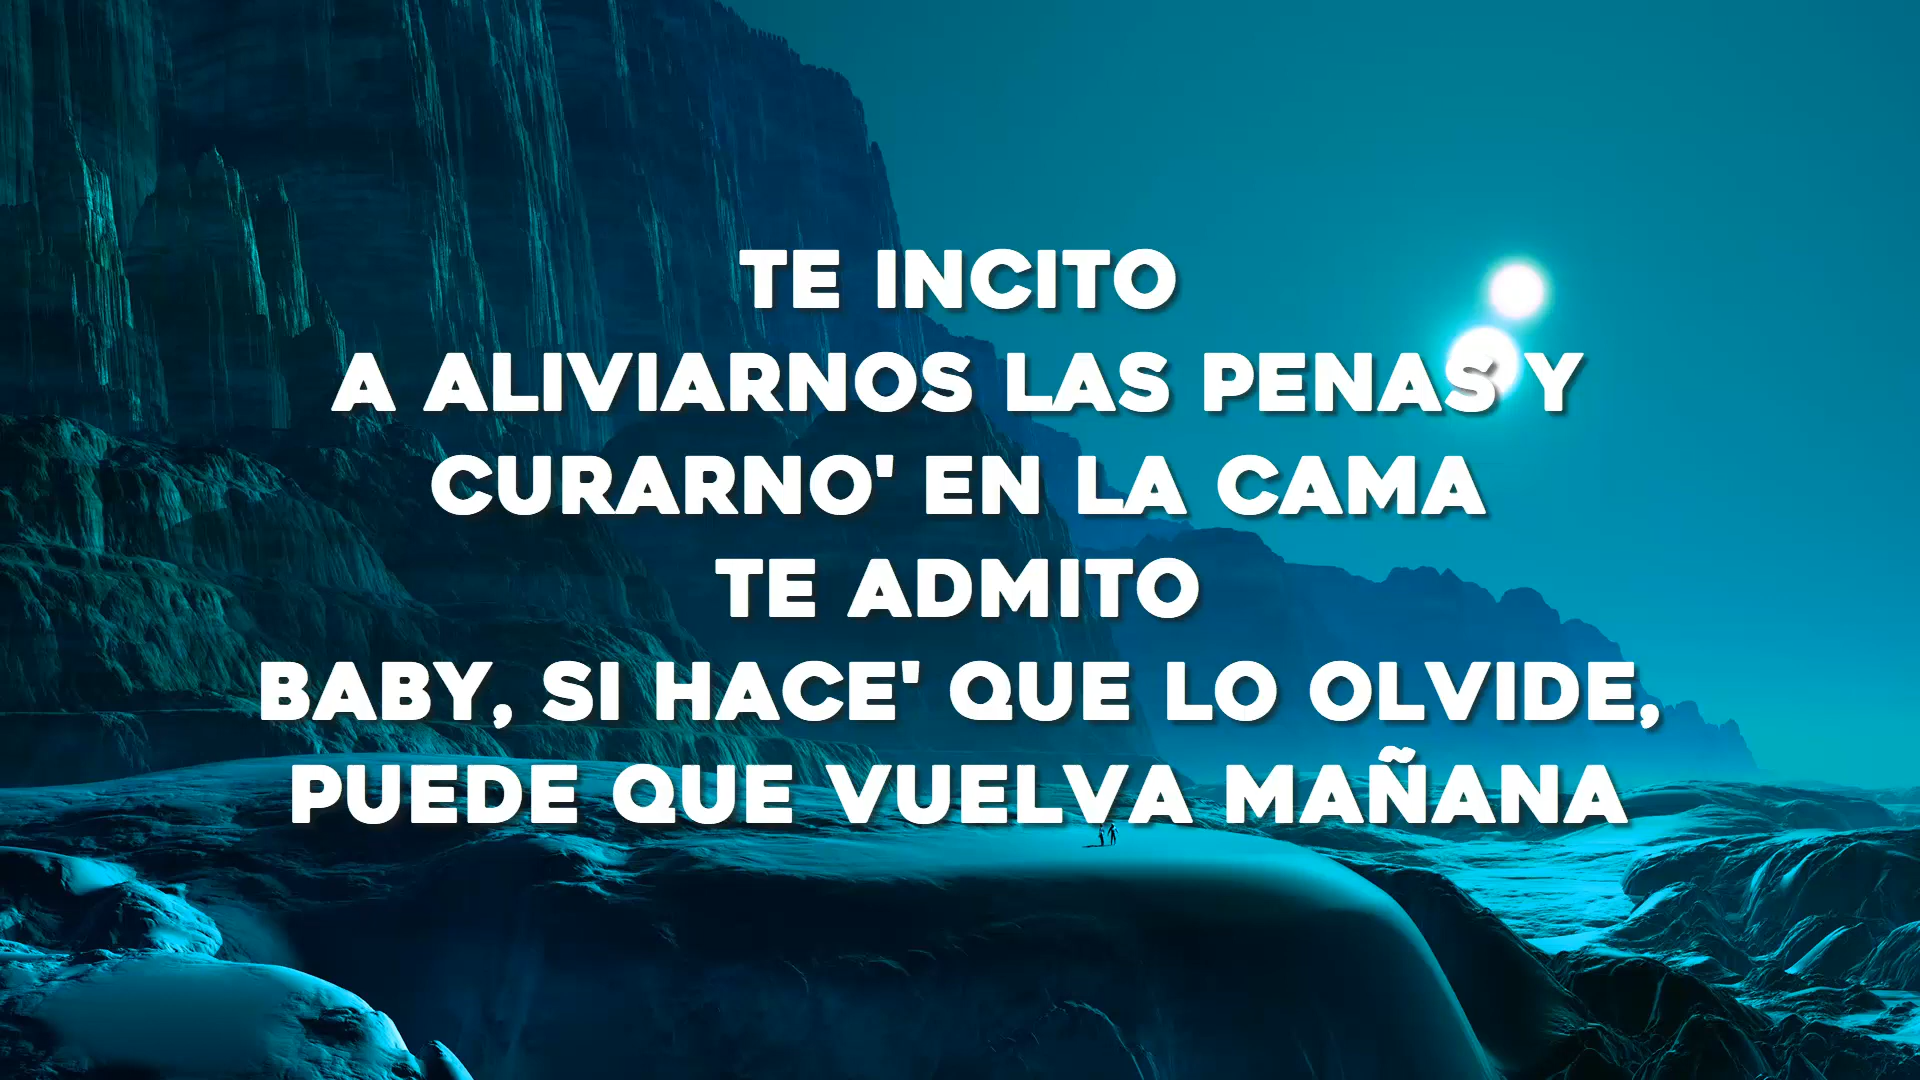 TE INCITO
A ALIVIARNOS LAS PENAS Y
CURARNO' EN LA CAMA
TE ADMITO
BABY, SI HACE' QUE LO OLVIDE,
PUEDE QUE VUELVA MAÑANA